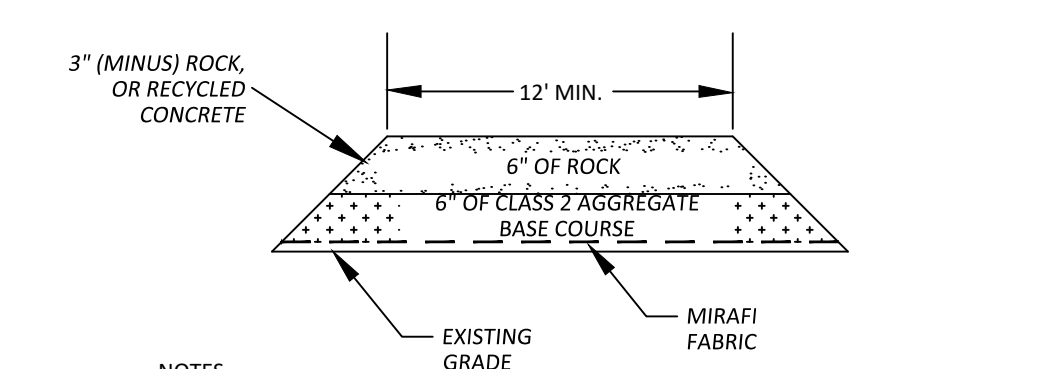 3" (MINUS) ROCK,
OR RECYCLED
CONCRETE
12' MIN.
6" OF ROCK
6" OF CLASS 2 AGGREGATE
BASE COURSE
MIRAFI
FABRIC
EXISTING
GRADE
NOTES